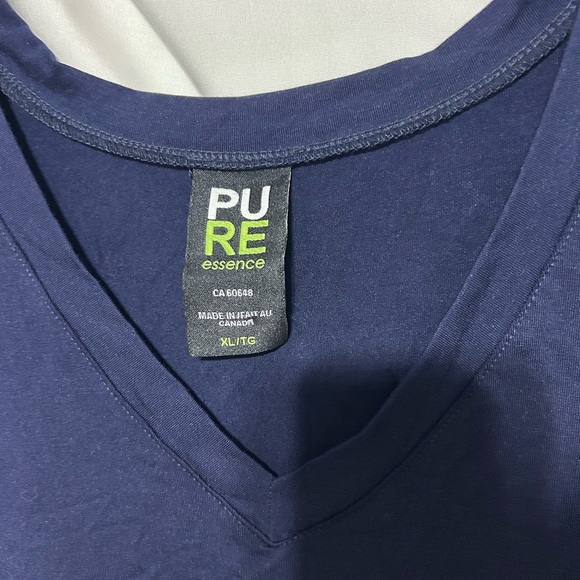 PU
RE
essence
CA 60648
MADE IN / FAIT AU
CANADA
XL/TG